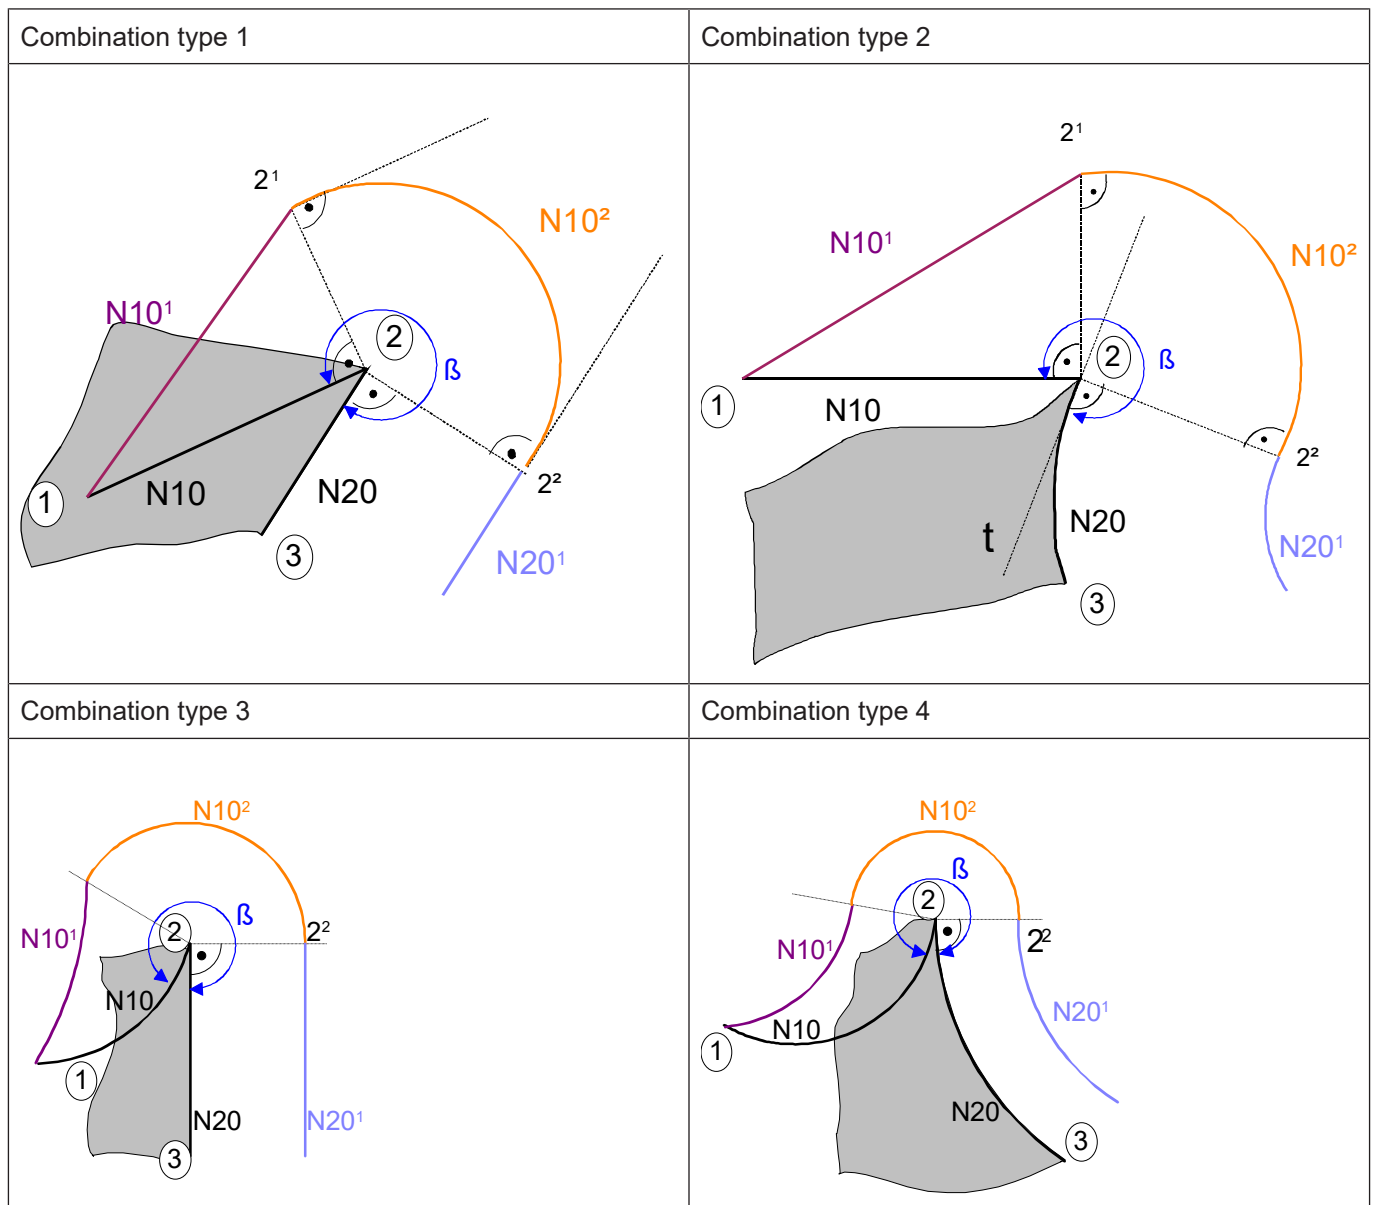 Combination type 1
Combination type 2
2¹
N10²
N10¹
2
ß
1
N10
N20
2²
3
N20¹
2¹
N10¹
N10²
2
ß
1
N10
2²
t
N20
N20¹
3
Combination type 3
Combination type 4
N10²
ß
2
2²
N10¹
N10
1
N20
N20¹
3
N10²
ß
2
2²
N10¹
N10
1
N20¹
N20
3